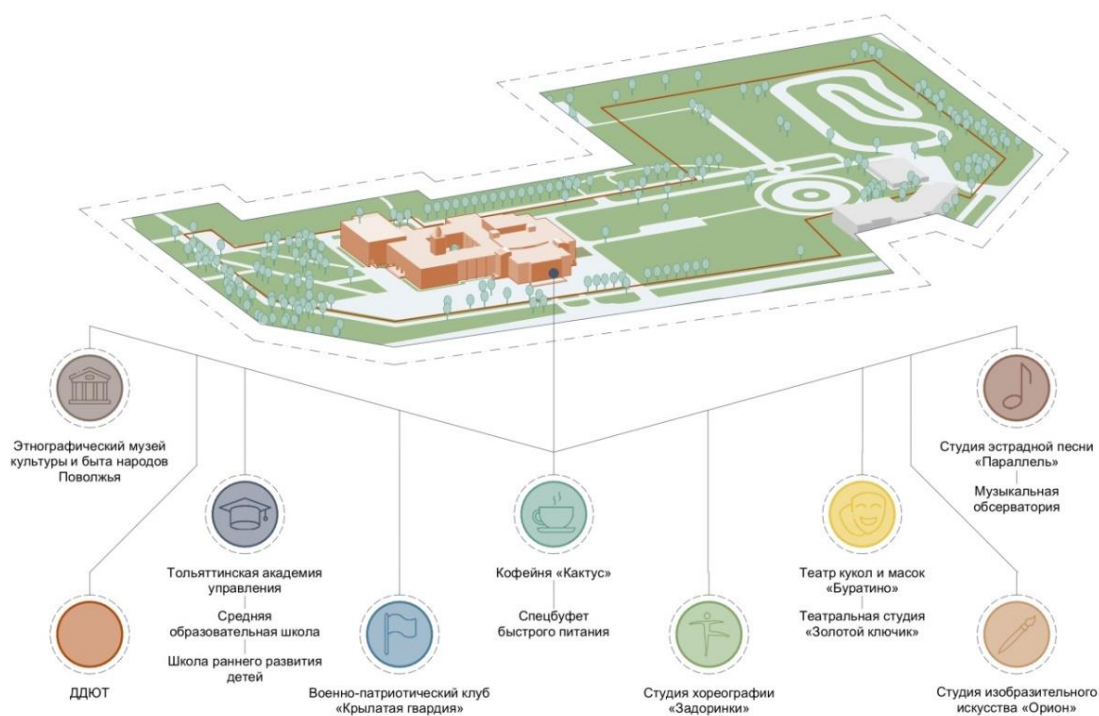 Этнографический музей
культуры и быта народов
Поволжья
Студия эстрадной песни
«Параллель»
Музыкальная
обсерватория
Тольяттинская академия
управления
Средняя
образовательная школа
Школа раннего развития
детей
Кофейня «Кактус»
Спецбуфет
быстрого питания
Театр кукол и масок
«Буратино»
Театральная студия
«Золотой ключик»
ДДЮТ
Военно-патриотический клуб
«Крылатая гвардия»
Студия хореографии
«Задоринки»
Студия изобразительного
искусства «Орион»